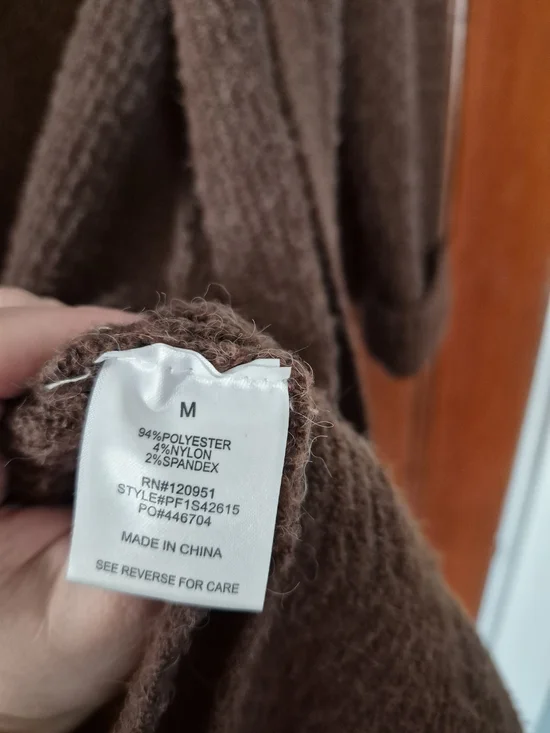 M
94%POLYESTER
4%NYLON
2%SPANDEX
RN#120951
STYLE#PF1S42615
PO#446704
MADE IN CHINA
SEE REVERSE FOR CARE